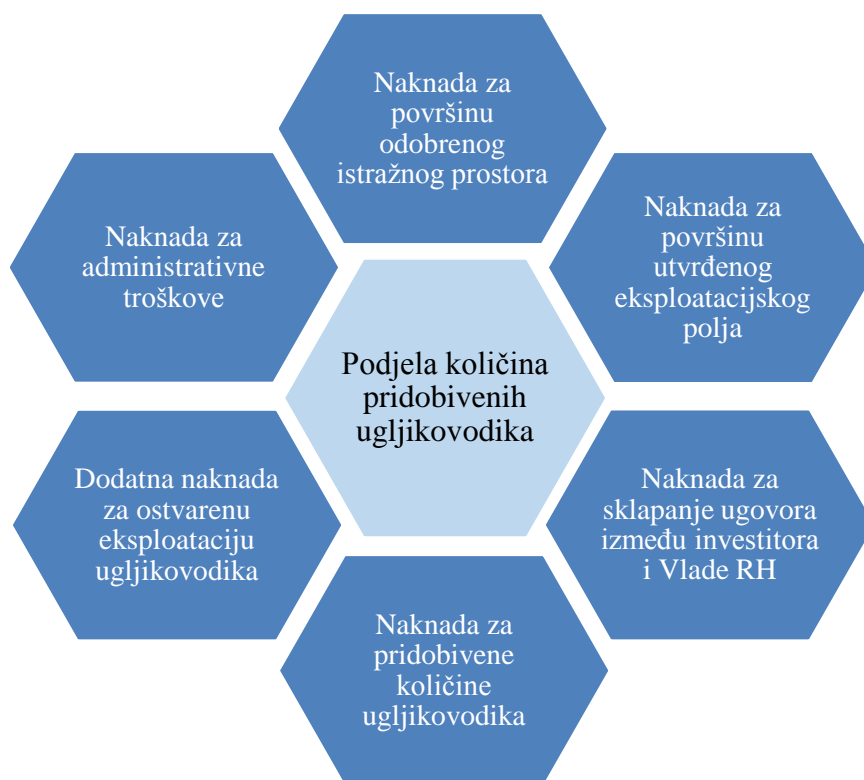 Naknada za
površinu
odobrenog
istražnog prostora
Naknada za
administrativne
troškove
Naknada za
površinu
utvrđenog
eksploatacijskog
polja
Podjela količina
pridobivenih
ugljikovodika
Dodatna naknada
za ostvarenu
eksploataciju
ugljikovodika
Naknada za
sklapanje ugovora
između investitora
i Vlade RH
Naknada za
pridobivene
količine
ugljikovodika